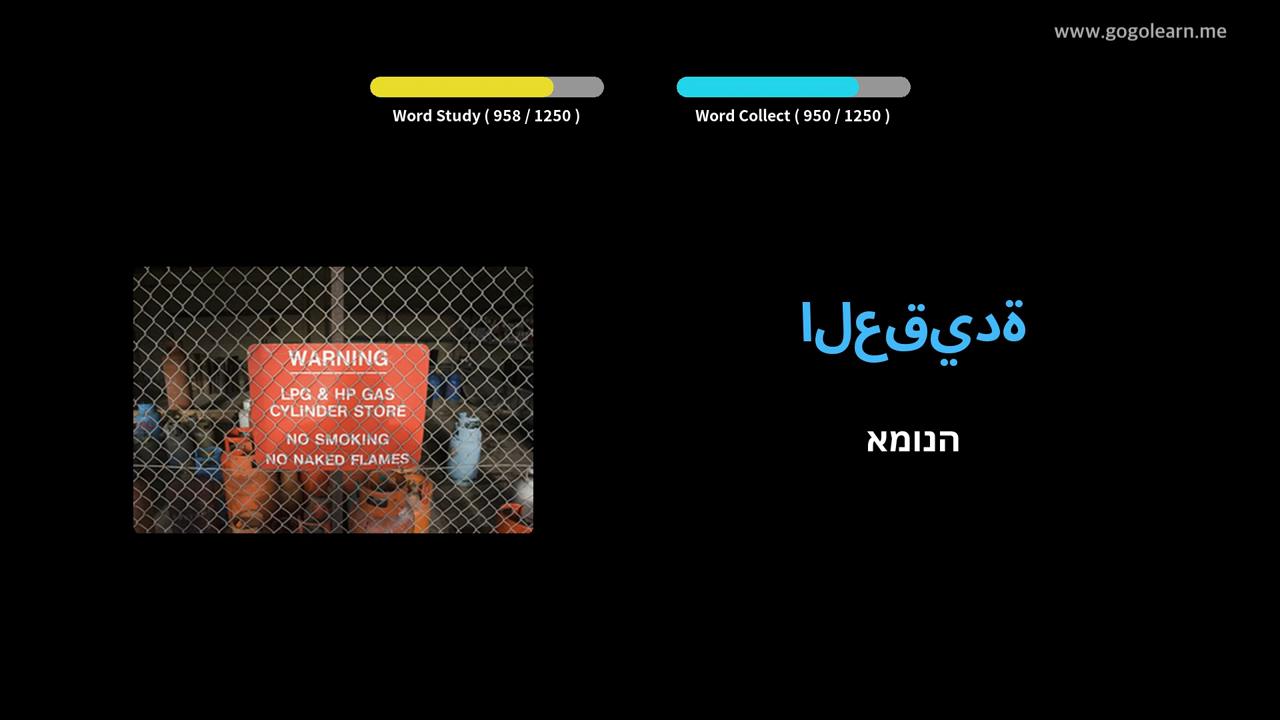 www.gogolearn.me
Word Study ( 958 / 1250 )
Word Collect ( 950 / 1250 )
WARNING
LPG & HP GAS
CYLINDER STORE
NO SMOKING
NO NAKED FLAMES
العقيدة
אמונה